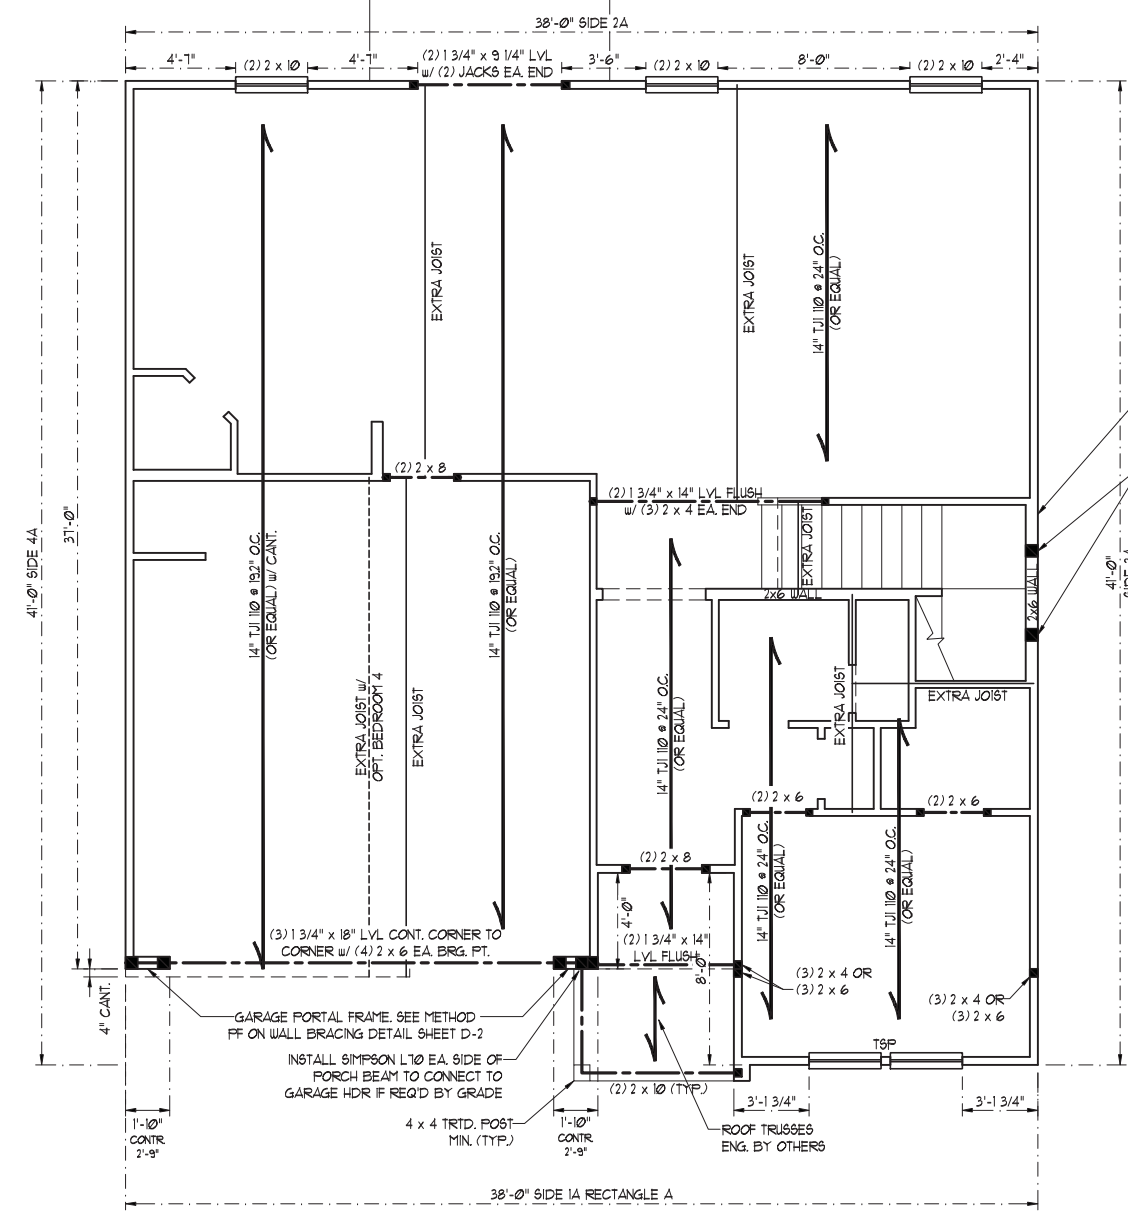 38'-0" SIDE 2A
4'-7"
(2) 2 x 10
4'-7"
(2) 1 3/4" x 9 1/4" LVL
w/ (2) JACKS EA. END
3'-6"
(2) 2 x 10
8'-0"
(2) 2 x 10
2'-4"
41'-0" SIDE 4A
37'-0"
EXTRA JOIST
EXTRA JOIST
14" TJI 110 @ 24" O.C.
(OR EQUAL)
(2) 2 x 8
(2) 1 3/4" x 14" LVL FLUSH
w/ (3) 2 x 4 EA. END
EXTRA JOIST
2x6 WALL
2x6 WALL
41'-0"
14" TJI 110 @ 19.2" O.C.
(OR EQUAL) w/ CANT.
14" TJI 110 @ 19.2" O.C.
(OR EQUAL)
EXTRA JOIST w/
OPT. BEDROOM 4
EXTRA JOIST
14" TJI 110 @ 24" O.C.
(OR EQUAL)
EXTRA JOIST
EXTRA JOIST
(2) 2 x 6
(2) 2 x 6
14" TJI 110 @ 24" O.C.
(OR EQUAL)
14" TJI 110 @ 24" O.C.
(OR EQUAL)
(2) 2 x 8
4'-0"
8'-0"
(3) 1 3/4" x 18" LVL CONT. CORNER TO
CORNER w/ (4) 2 x 6 EA. BRG. PT.
(2) 1 3/4" x 14"
LVL FLUSH
(3) 2 x 4 OR
(3) 2 x 6
(3) 2 x 4 OR
(3) 2 x 6
4" CANT.
GARAGE PORTAL FRAME. SEE METHOD
PF ON WALL BRACING DETAIL SHEET D-2
INSTALL SIMPSON L70 EA. SIDE OF
PORCH BEAM TO CONNECT TO
GARAGE HDR IF REQ'D BY GRADE
TSP
(2) 2 x 10 (TYP.)
3'-1 3/4"
3'-1 3/4"
1'-10"
CONTR.
2'-9"
4 x 4 TRTD. POST
MIN. (TYP.)
1'-10"
CONTR.
2'-9"
ROOF TRUSSES
ENG. BY OTHERS
38'-0" SIDE 1A RECTANGLE A